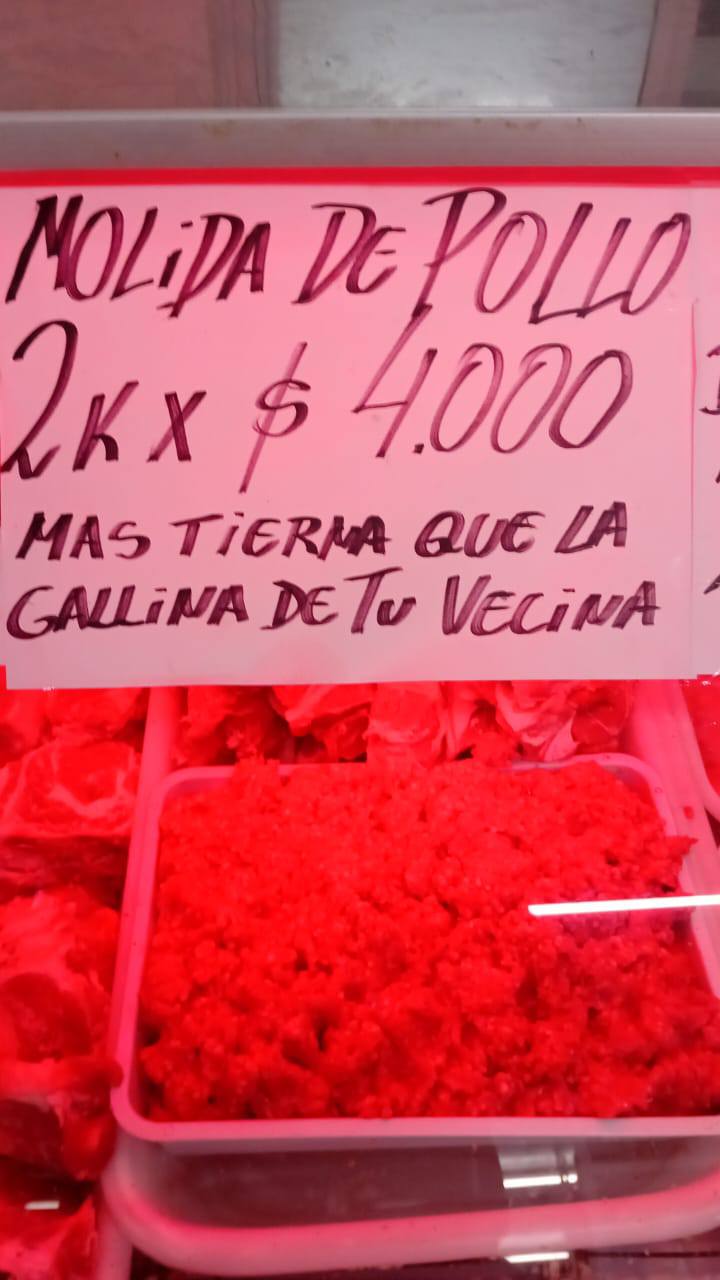 MOLIDA DE POLLO
2K X $ 4.000
MAS TIERNA QUE LA
GALLINA DE TU VECINA